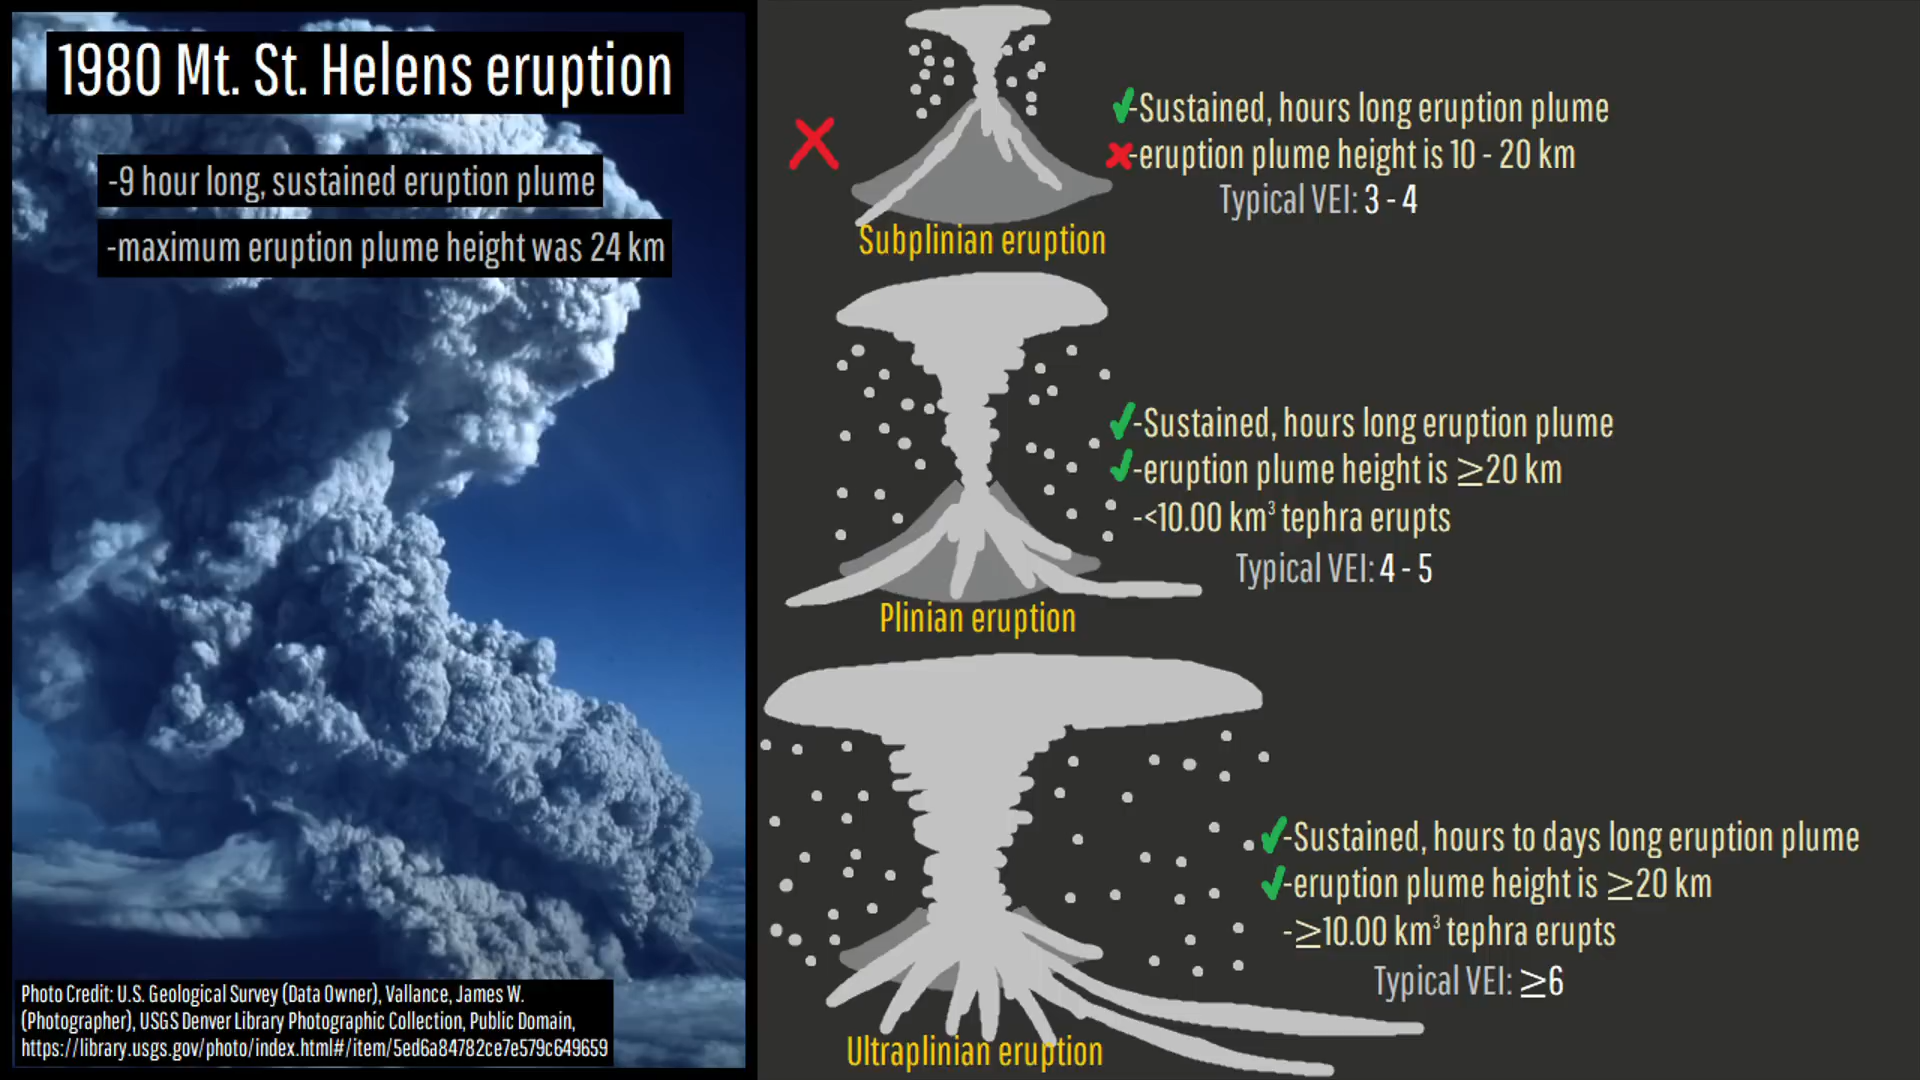 1980 Mt. St. Helens eruption
-9 hour long, sustained eruption plume
-maximum eruption plume height was 24 km
Photo Credit: U.S. Geological Survey (Data Owner), Vallance, James W.
(Photographer), USGS Denver Library Photographic Collection, Public Domain,
https://library.usgs.gov/photo/index.html#/item/5ed6a84782ce7e579c649659
-Sustained, hours long eruption plume
-eruption plume height is 10 - 20 km
Typical VEI: 3 - 4
Subplinian eruption
-Sustained, hours long eruption plume
-eruption plume height is ≥20 km
-<10.00 km³ tephra erupts
Typical VEI: 4 - 5
Plinian eruption
-Sustained, hours to days long eruption plume
-eruption plume height is ≥20 km
-≥10.00 km³ tephra erupts
Typical VEI: ≥6
Ultraplinian eruption